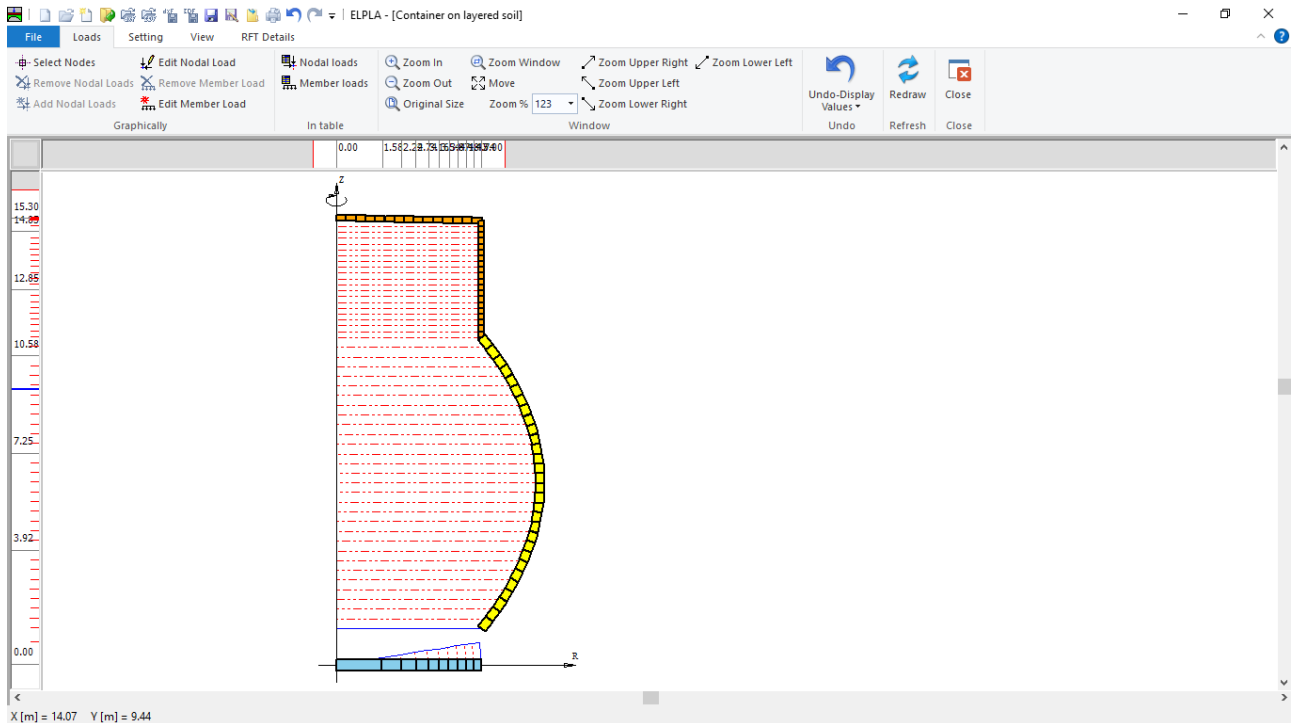 ELPLA - [Container on layered soil]
File Loads Setting View RFT Details
Select Nodes Edit Nodal Load Nodal loads Zoom In Zoom Window Zoom Upper Right Zoom Lower Left
Remove Nodal Loads Remove Member Load Member loads Zoom Out Move Zoom Upper Left Undo-Display Values Redraw Close
Add Nodal Loads Edit Member Load Original Size Zoom % 123 Zoom Lower Right
Graphically In table Window Undo Refresh Close
0.00 1.58
Z
15.30
14.89
12.85
10.58
7.25
3.92
0.00
R
X [m] = 14.07 Y [m] = 9.44